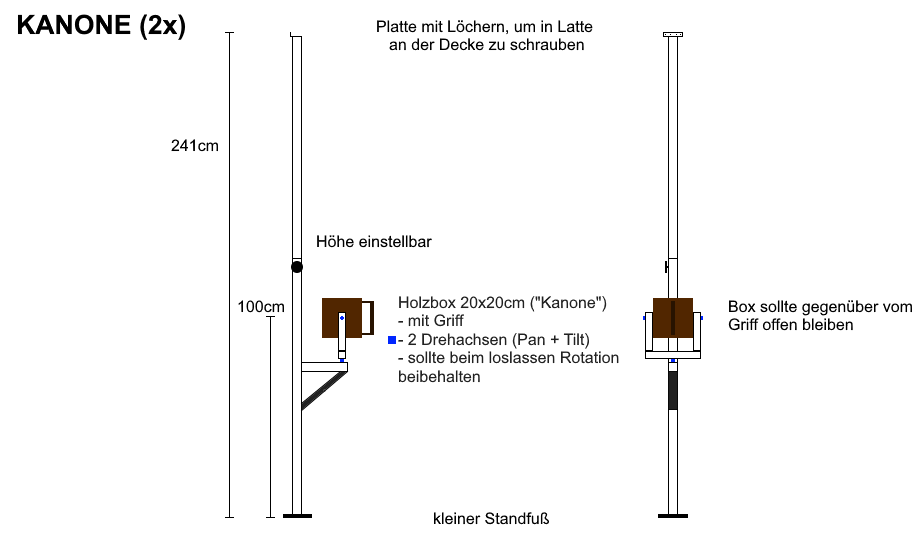 KANONE (2x)
Platte mit Löchern, um in Latte
an der Decke zu schrauben
241cm
Höhe einstellbar
100cm
Holzbox 20x20cm ("Kanone")
- mit Griff
- 2 Drehachsen (Pan + Tilt)
- sollte beim loslassen Rotation
beibehalten
Box sollte gegenüber vom
Griff offen bleiben
kleiner Standfuß